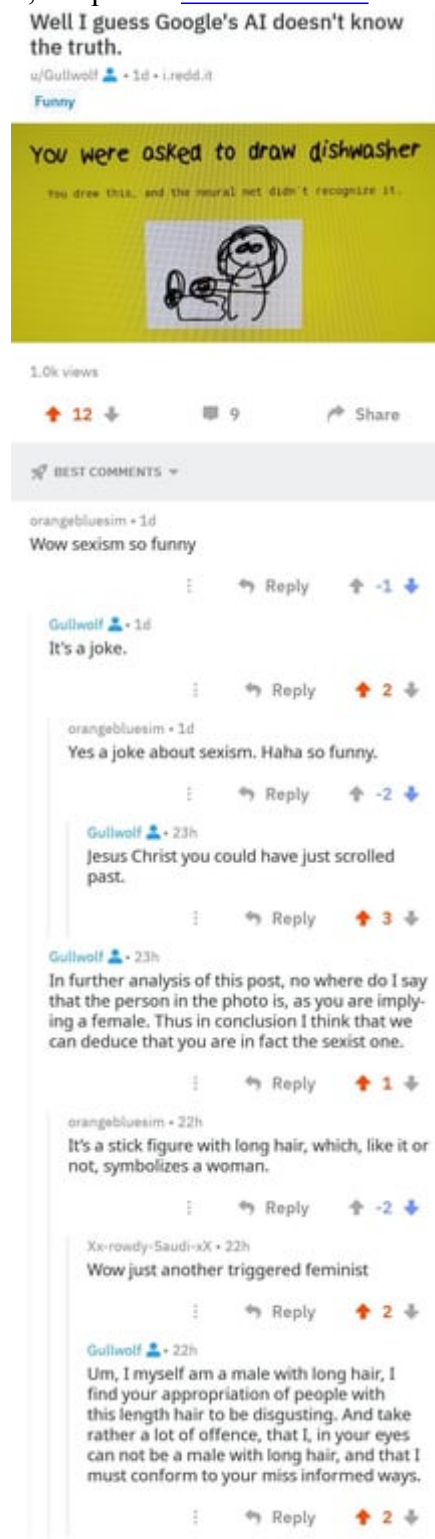 Well I guess Google's AI doesn't know
the truth.
u/Gullwolf • 1d • i.redd.it
Funny
You were asked to draw dishwasher
You drew this, and the neural net didn't recognize it.
1.0k views
12
9
Share
BEST COMMENTS
orangebluesim • 1d
Wow sexism so funny
Reply -1
Gullwolf • 1d
It's a joke.
Reply 2
orangebluesim • 1d
Yes a joke about sexism. Haha so funny.
Reply -2
Gullwolf • 23h
Jesus Christ you could have just scrolled
past.
Reply 3
Gullwolf • 23h
In further analysis of this post, no where do I say
that the person in the photo is, as you are imply-
ing a female. Thus in conclusion I think that we
can deduce that you are in fact the sexist one.
Reply 1
orangebluesim • 22h
It's a stick figure with long hair, which, like it or
not, symbolizes a woman.
Reply -2
Xx-rowdy-Saudi-xX • 22h
Wow just another triggered feminist
Reply 2
Gullwolf • 22h
Um, I myself am a male with long hair, I
find your appropriation of people with
this length hair to be disgusting. And take
rather a lot of offence, that I, in your eyes
can not be a male with long hair, and that I
must conform to your miss informed ways.
Reply 2